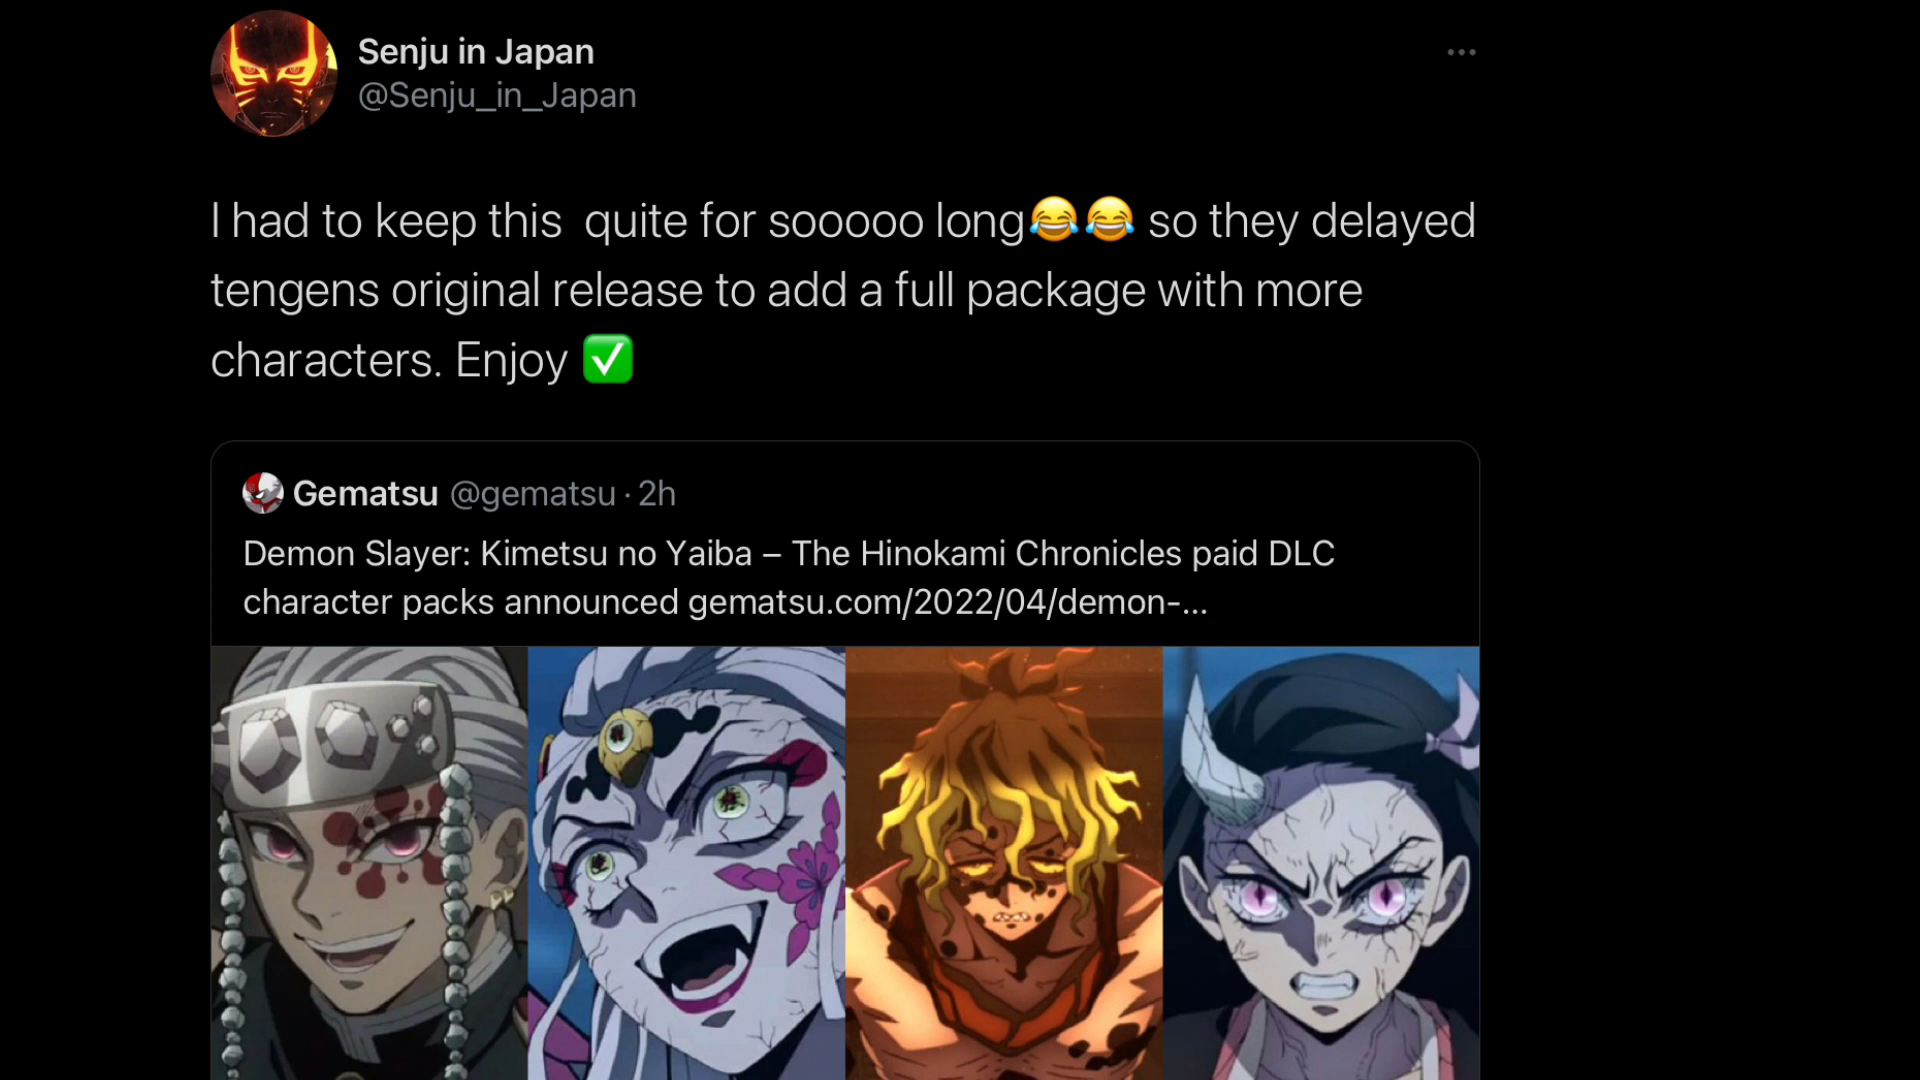 Senju in Japan
@Senju_in_Japan
I had to keep this  quite for sooooo long😂😂 so they delayed
tengens original release to add a full package with more
characters. Enjoy ✅
Gematsu @gematsu · 2h
Demon Slayer: Kimetsu no Yaiba – The Hinokami Chronicles paid DLC
character packs announced gematsu.com/2022/04/demon-...